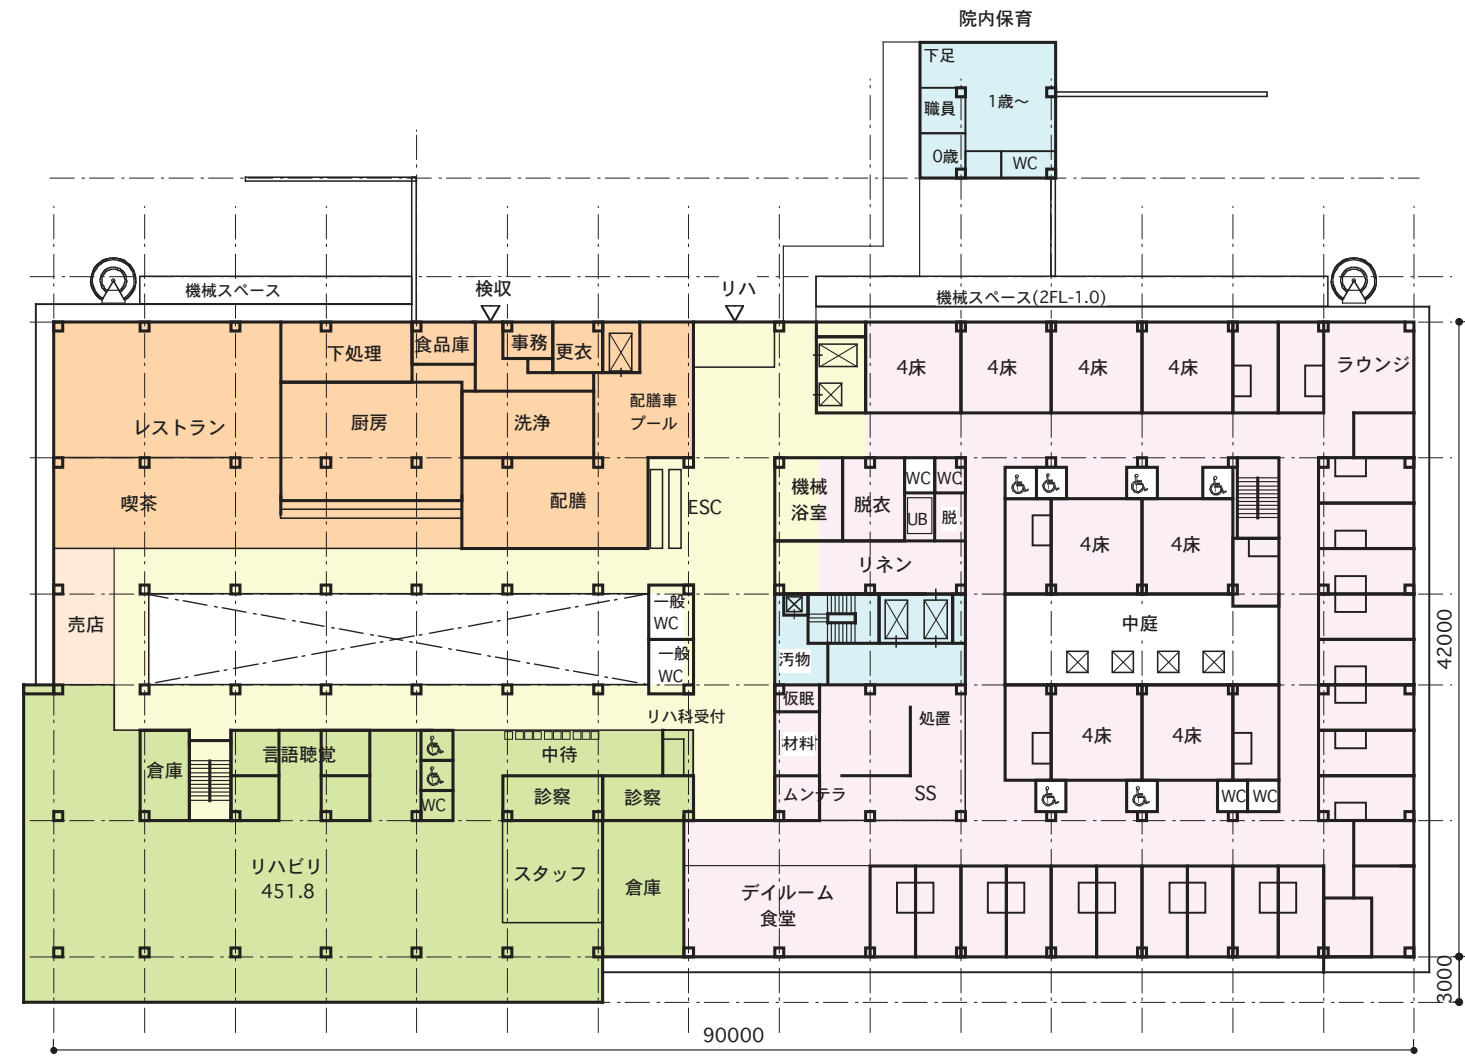 院内保育
下足
職員
1歳～
0歳
WC
機械スペース
検収
リハ
機械スペース(2FL-1.0)
下処理
食品庫
事務
更衣
4床
4床
4床
4床
ラウンジ
レストラン
厨房
洗浄
配膳車
プール
喫茶
配膳
ESC
機械
浴室
脱衣
WC
WC
UB
脱
リネン
4床
4床
売店
一般
WC
一般
WC
汚物
中庭
42000
仮眠
材料
処置
リハ科受付
ムンテラ
SS
4床
4床
WC
WC
倉庫
言語聴覚
中待
WC
診察
診察
リハビリ
451.8
スタッフ
倉庫
デイルーム
食堂
3000
90000